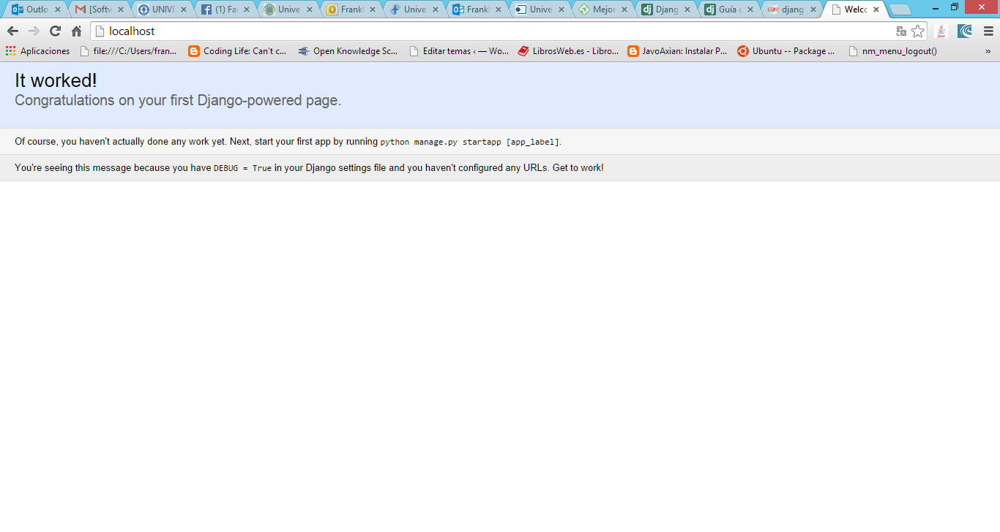 Outlo
[Softw
UNIVE
(1) Fa
Unive
Frankl
Unive
Frankl
Unive
Mejor
Djang
Guía d
djang
Welco
localhost
Aplicaciones
file:///C:/Users/fran...
Coding Life: Can't c...
Open Knowledge Sc...
Editar temas ‹ — Wo...
LibrosWeb.es - Libro...
JavoAxian: Instalar P...
Ubuntu -- Package ...
nm_menu_logout()
»
It worked!
Congratulations on your first Django-powered page.
Of course, you haven't actually done any work yet. Next, start your first app by running python manage.py startapp [app_label].
You're seeing this message because you have DEBUG = True in your Django settings file and you haven't configured any URLs. Get to work!